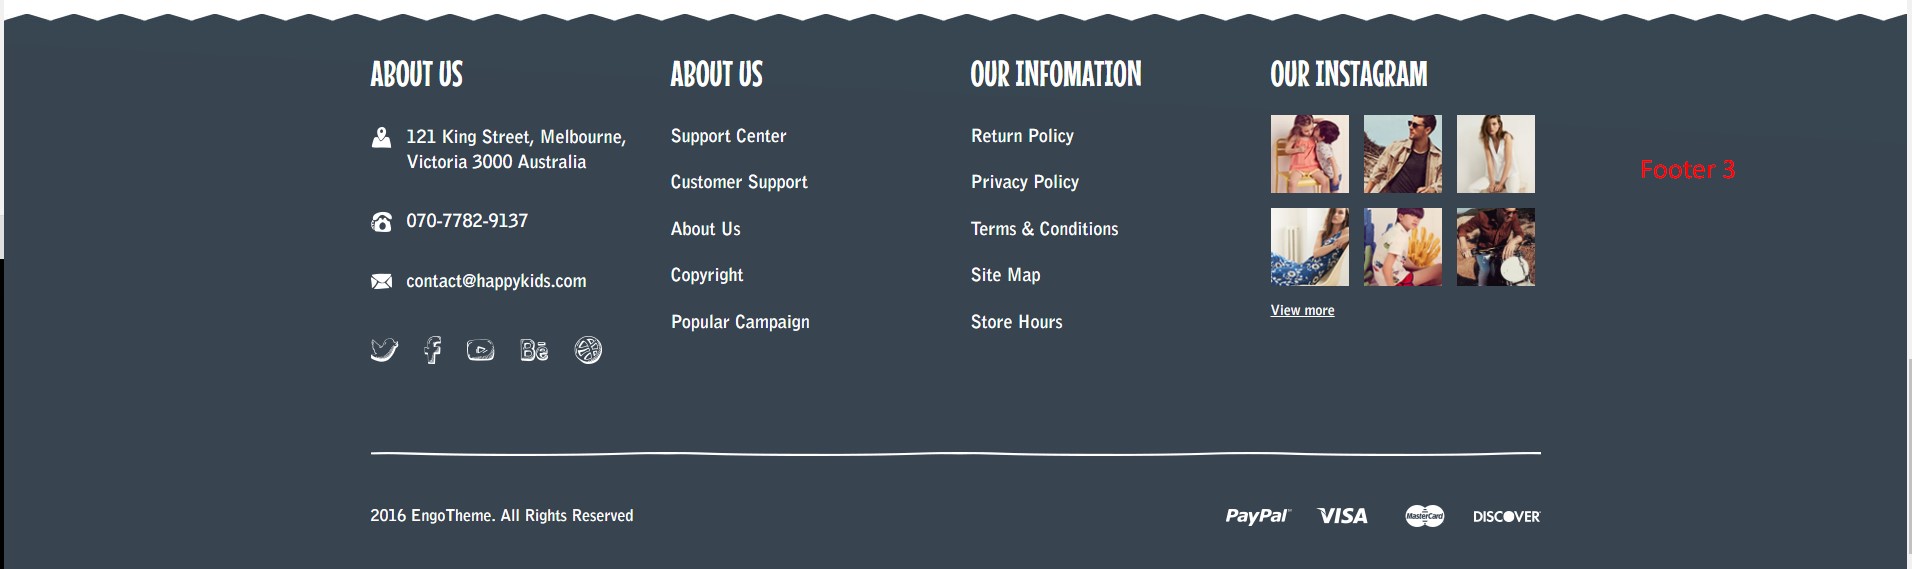 ABOUT US
121 King Street, Melbourne,
Victoria 3000 Australia
070-7782-9137
contact@happykids.com
Bē
ABOUT US
Support Center
Customer Support
About Us
Copyright
Popular Campaign
OUR INFOMATION
Return Policy
Privacy Policy
Terms & Conditions
Site Map
Store Hours
OUR INSTAGRAM
View more
Footer 3
2016 EngoTheme. All Rights Reserved
PayPal VISA MasterCard DISCOVER